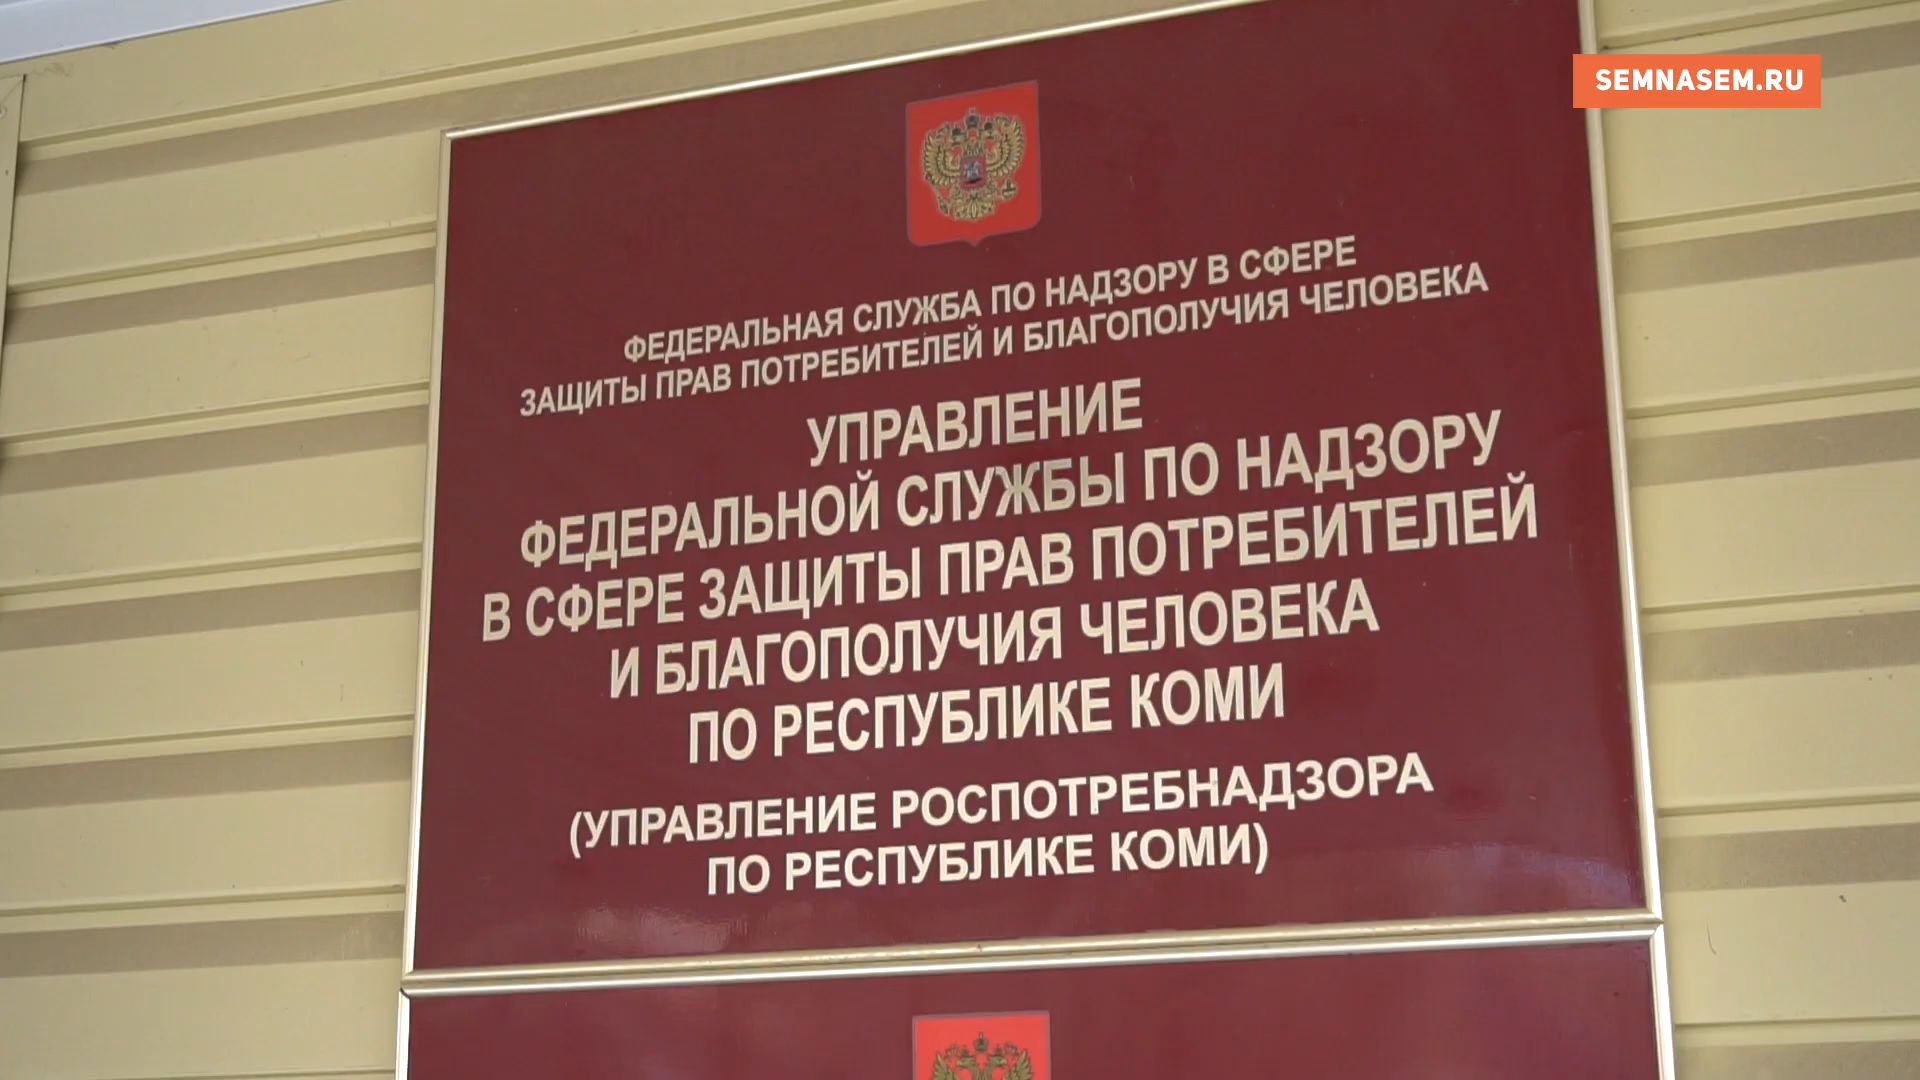 SEMNASEM.RU
ФЕДЕРАЛЬНАЯ СЛУЖБА ПО НАДЗОРУ В СФЕРЕ
ЗАЩИТЫ ПРАВ ПОТРЕБИТЕЛЕЙ И БЛАГОПОЛУЧИЯ ЧЕЛОВЕКА
УПРАВЛЕНИЕ
ФЕДЕРАЛЬНОЙ СЛУЖБЫ ПО НАДЗОРУ
В СФЕРЕ ЗАЩИТЫ ПРАВ ПОТРЕБИТЕЛЕЙ
И БЛАГОПОЛУЧИЯ ЧЕЛОВЕКА
ПО РЕСПУБЛИКЕ КОМИ
(УПРАВЛЕНИЕ РОСПОТРЕБНАДЗОРА
ПО РЕСПУБЛИКЕ КОМИ)